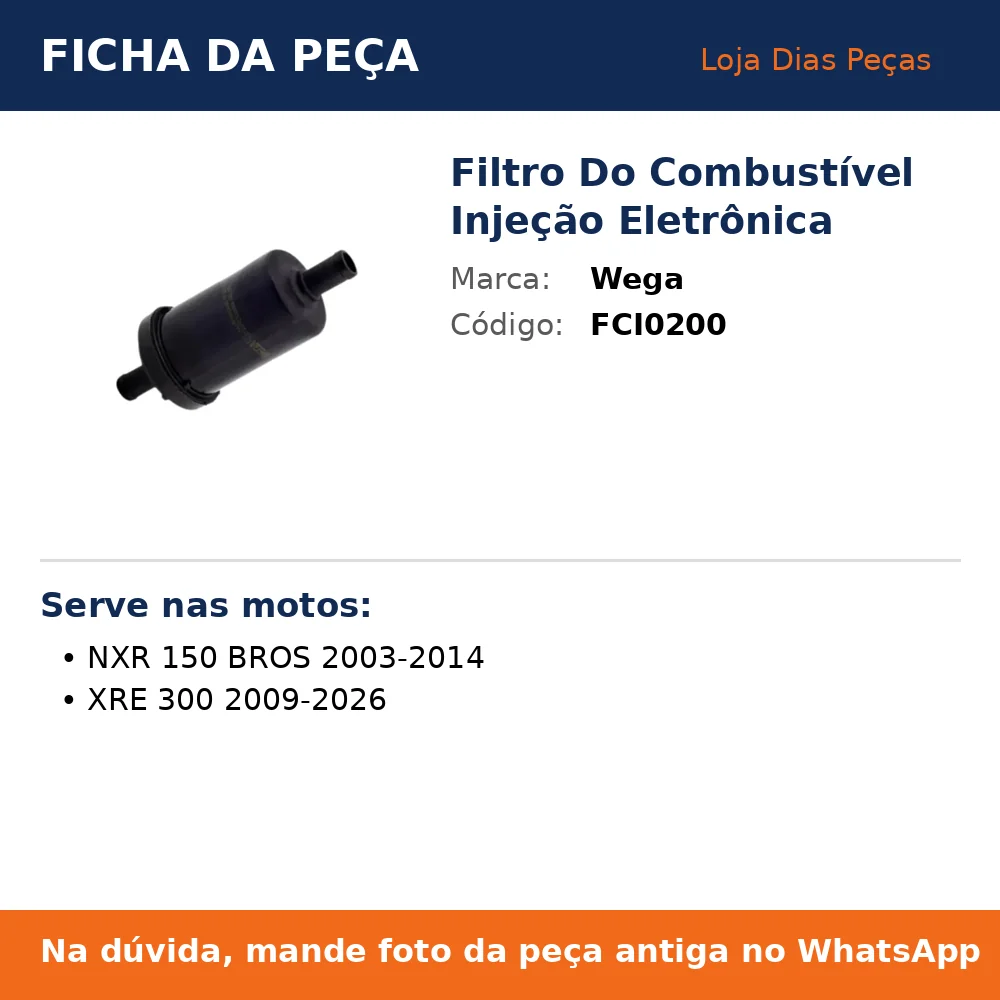 FICHA DA PEÇA
Loja Dias Peças
Filtro Do Combustível
Injeção Eletrônica
Marca: Wega
Código: FCI0200
Serve nas motos:
• NXR 150 BROS 2003-2014
• XRE 300 2009-2026
Na dúvida, mande foto da peça antiga no WhatsApp